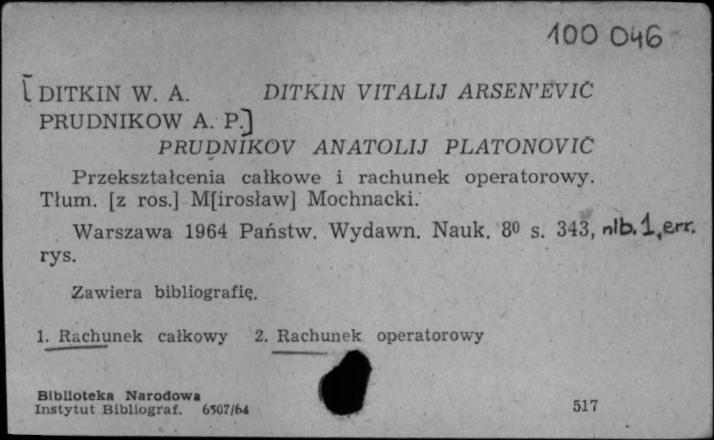 100 046
[DITKIN W. A. DITKIN VITALIJ ARSEN'EVIČ
PRUDNIKOW A. P.]
PRUDNIKOV ANATOLIJ PLATONOVIČ
Przekształcenia całkowe i rachunek operatorowy.
Tłum. [z ros.] M[irosław] Mochnacki.
Warszawa 1964 Państw. Wydawn. Nauk. 8⁰ s. 343, nlb. 1, err.
rys.
Zawiera bibliografię.
1. Rachunek całkowy 2. Rachunek operatorowy
Biblioteka Narodowa
Instytut Bibliograf. 6507/64 517